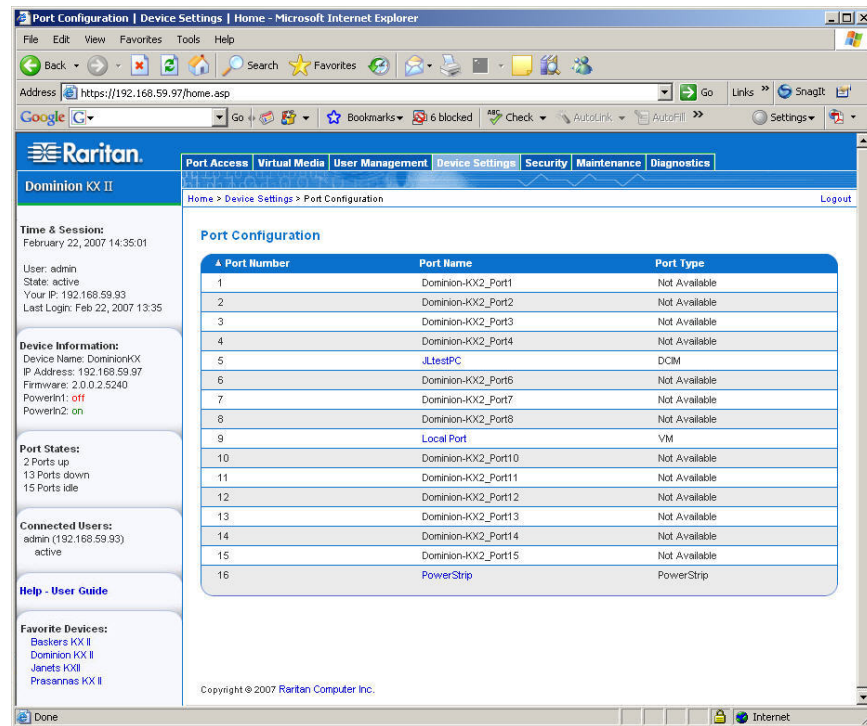 Port Configuration | Device Settings | Home - Microsoft Internet Explorer
File Edit View Favorites Tools Help
Back Search Favorites
Address https://192.168.59.97/home.asp Go Links » SnagIt
Google G Go Bookmarks 6 blocked ABC Check AutoLink AutoFill » Settings
Raritan.
Dominion KX II
Port Access Virtual Media User Management Device Settings Security Maintenance Diagnostics
Home > Device Settings > Port Configuration Logout
Time & Session:
February 22, 2007 14:35:01
User: admin
State: active
Your IP: 192.168.59.93
Last Login: Feb 22, 2007 13:35
Device Information:
Device Name: DominionKX
IP Address: 192.168.59.97
Firmware: 2.0.0.2.5240
PowerIn1: off
PowerIn2: on
Port States:
2 Ports up
13 Ports down
15 Ports idle
Connected Users:
admin (192.168.59.93)
active
Help - User Guide
Favorite Devices:
Baskers KX II
Dominion KX II
Janets KXII
Prasannas KX II
Port Configuration
▲ Port Number Port Name Port Type
1 Dominion-KX2_Port1 Not Available
2 Dominion-KX2_Port2 Not Available
3 Dominion-KX2_Port3 Not Available
4 Dominion-KX2_Port4 Not Available
5 JLtestPC DCIM
6 Dominion-KX2_Port6 Not Available
7 Dominion-KX2_Port7 Not Available
8 Dominion-KX2_Port8 Not Available
9 Local Port VM
10 Dominion-KX2_Port10 Not Available
11 Dominion-KX2_Port11 Not Available
12 Dominion-KX2_Port12 Not Available
13 Dominion-KX2_Port13 Not Available
14 Dominion-KX2_Port14 Not Available
15 Dominion-KX2_Port15 Not Available
16 PowerStrip PowerStrip
Copyright © 2007 Raritan Computer Inc.
Done Internet